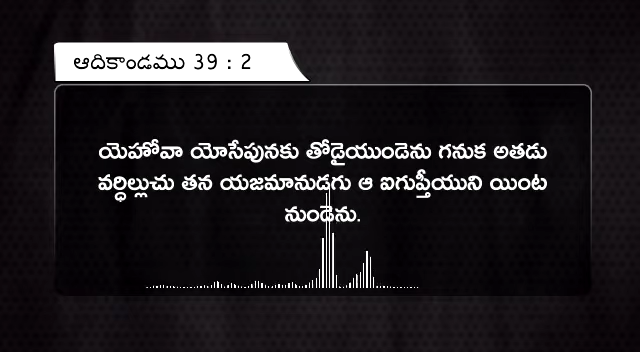 ఆదికాండము 39 : 2
యెహోవా యోసేపునకు తోడైయుండెను గనుక అతడు
వర్ధిల్లుచు తన యజమానుడగు ఆ ఐగుప్తీయుని యింట
నుండెను.